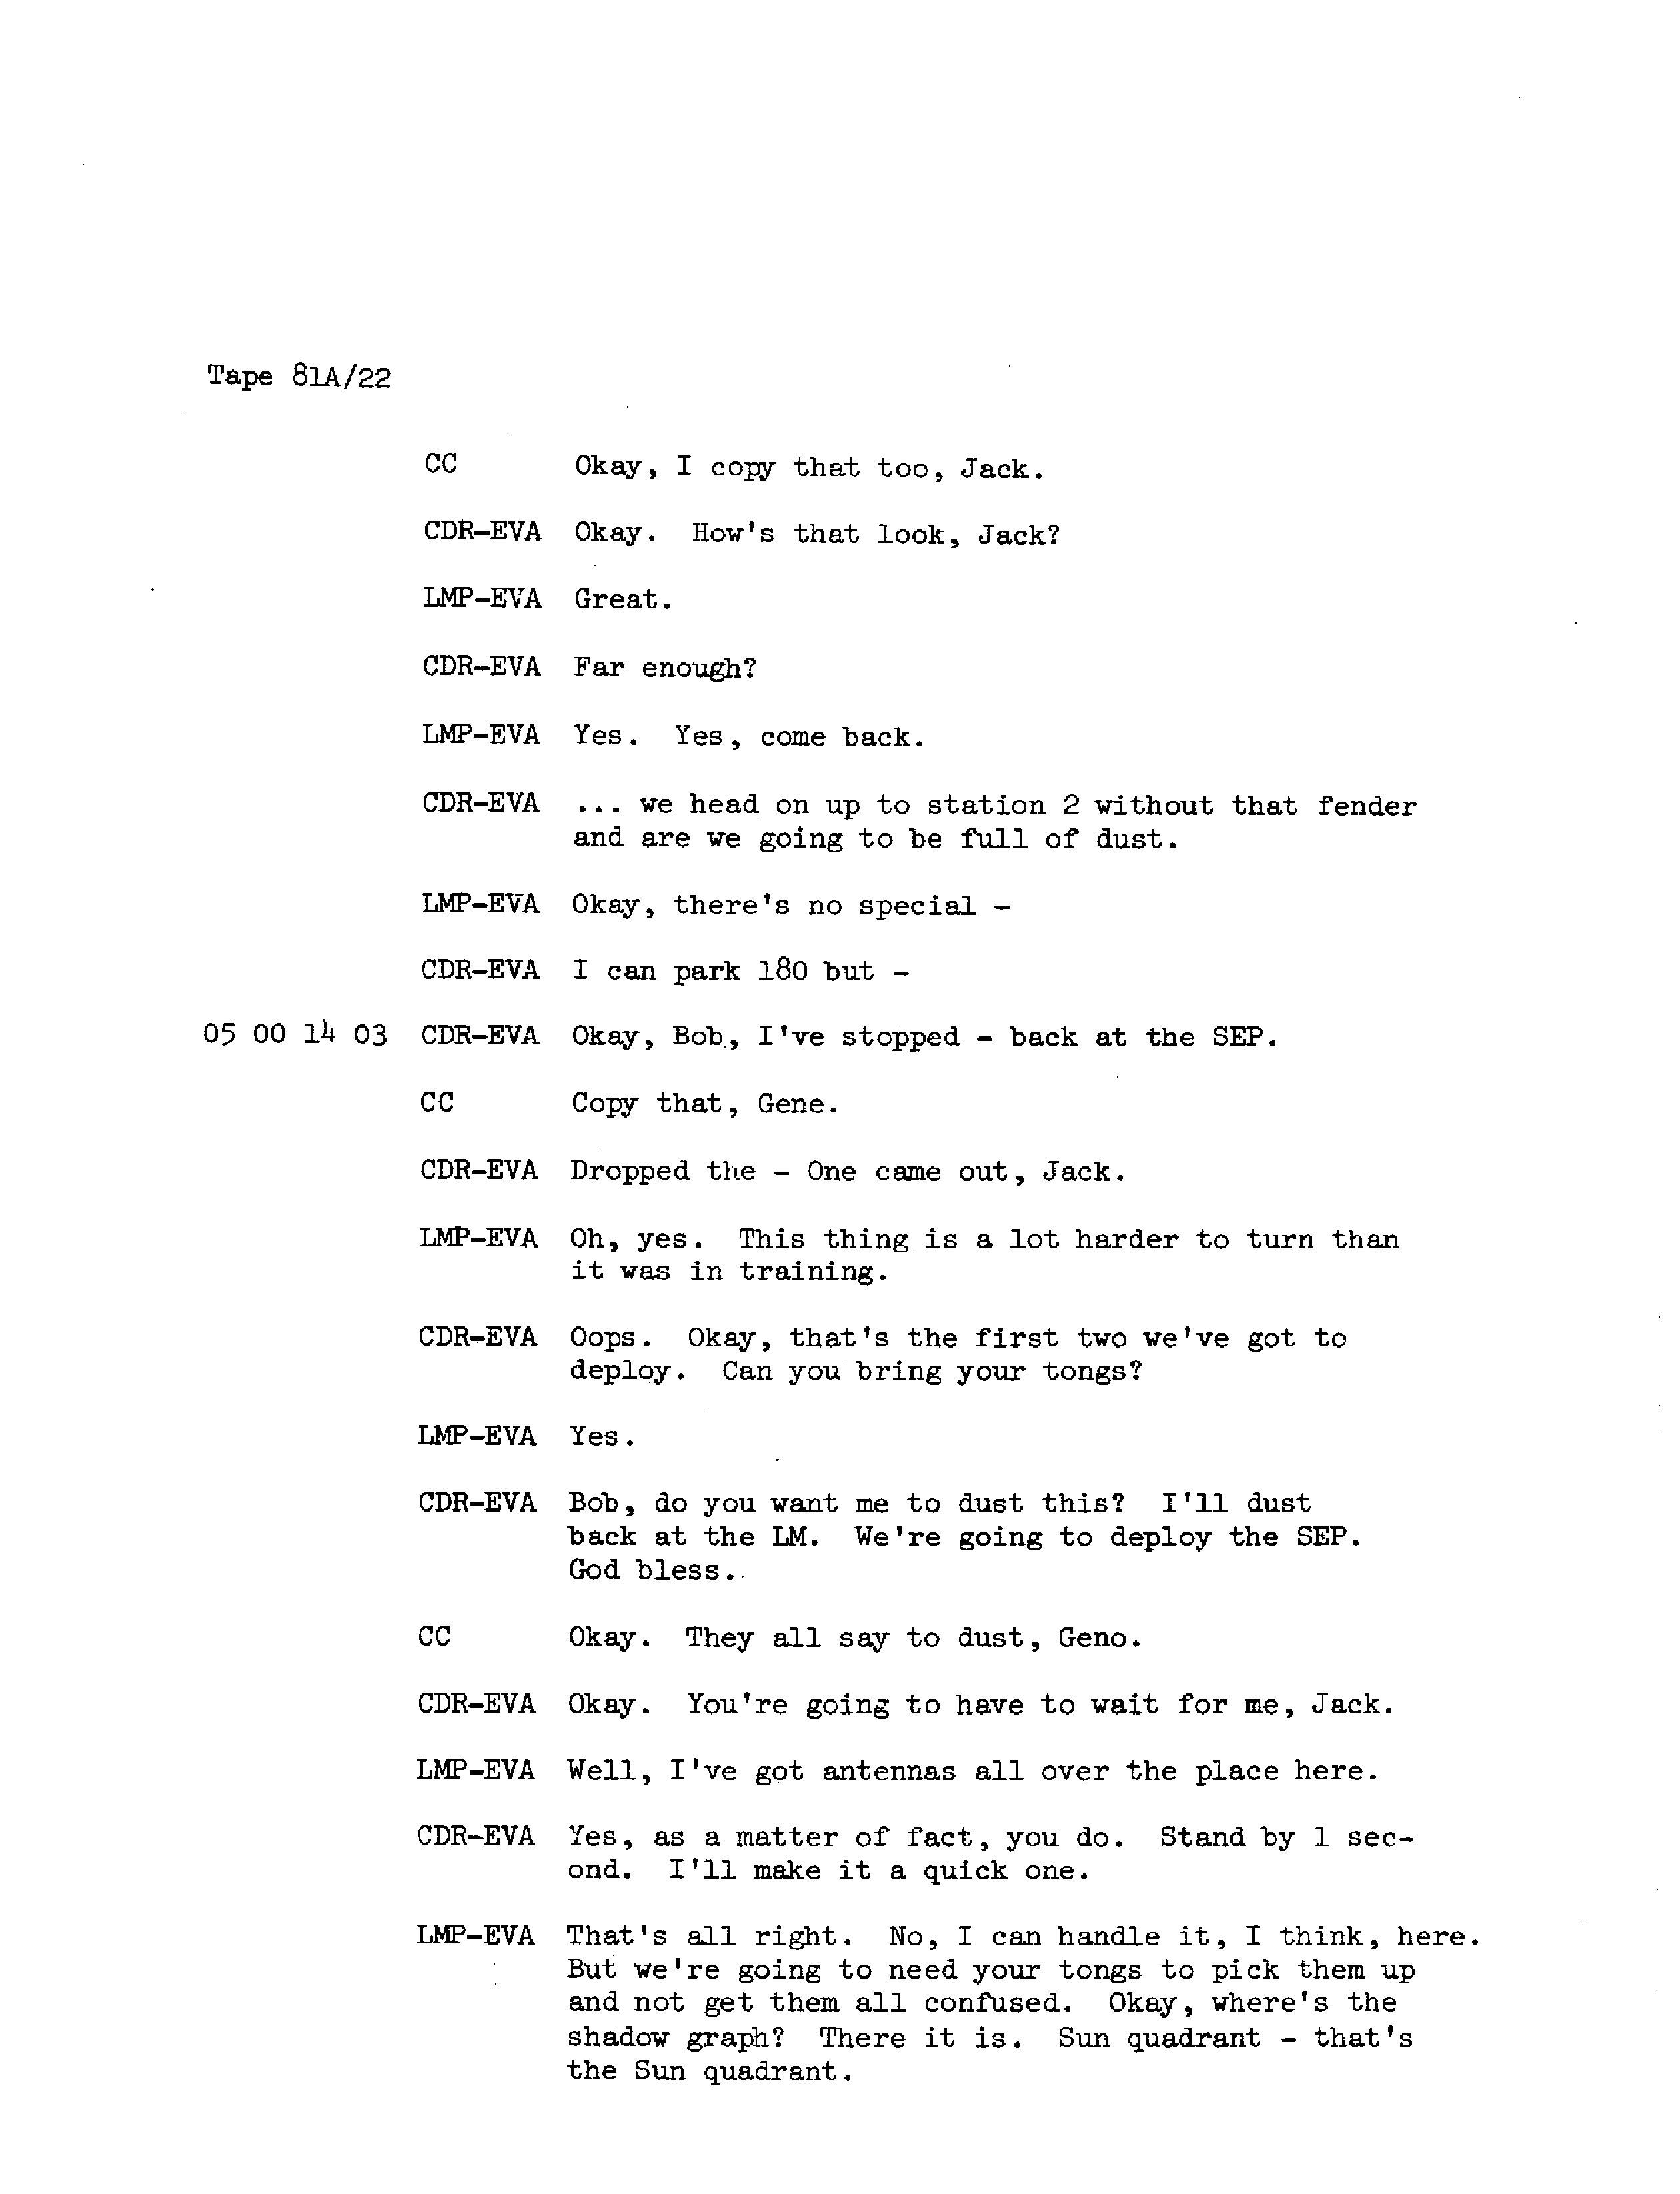 Tape 81A/22
CC Okay, I copy that too, Jack.
CDR-EVA Okay. How's that look, Jack?
LMP-EVA Great.
CDR-EVA Far enough?
LMP-EVA Yes. Yes, come back.
CDR-EVA ... we head on up to station 2 without that fender
and are we going to be full of dust.
LMP-EVA Okay, there's no special -
CDR-EVA I can park 180 but -
05 00 14 03 CDR-EVA Okay, Bob, I've stopped - back at the SEP.
CC Copy that, Gene.
CDR-EVA Dropped the - One came out, Jack.
LMP-EVA Oh, yes. This thing is a lot harder to turn than
it was in training.
CDR-EVA Oops. Okay, that's the first two we've got to
deploy. Can you bring your tongs?
LMP-EVA Yes.
CDR-EVA Bob, do you want me to dust this? I'll dust
back at the LM. We're going to deploy the SEP.
God bless.
CC Okay. They all say to dust, Geno.
CDR-EVA Okay. You're going to have to wait for me, Jack.
LMP-EVA Well, I've got antennas all over the place here.
CDR-EVA Yes, as a matter of fact, you do. Stand by 1 sec-
ond. I'll make it a quick one.
LMP-EVA That's all right. No, I can handle it, I think, here.
But we're going to need your tongs to pick them up
and not get them all confused. Okay, where's the
shadow graph? There it is. Sun quadrant - that's
the Sun quadrant.